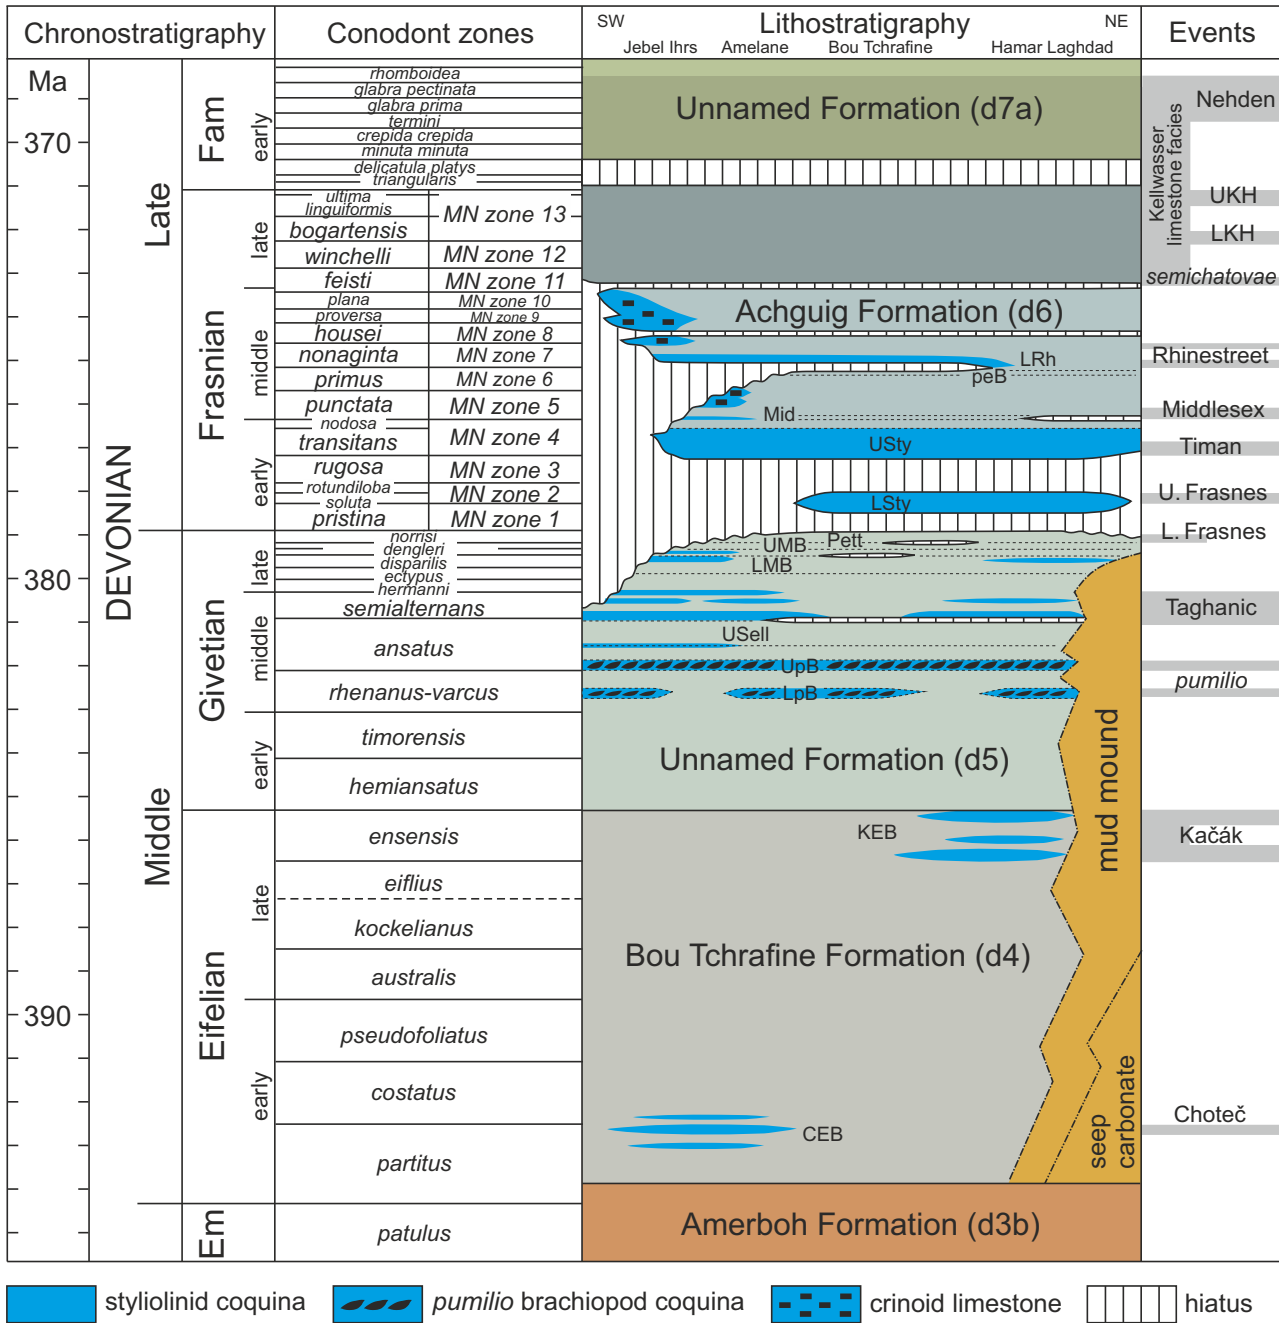 Chronostratigraphy
Conodont zones
Lithostratigraphy
SW
NE
Jebel Ihrs
Amelane
Bou Tchrafine
Hamar Laghdad
Events
Ma
370
380
390
DEVONIAN
Late
Middle
Fam
Frasnian
Givetian
Eifelian
Em
early
late
middle
early
late
middle
early
late
early
rhomboidea
glabra pectinata
glabra prima
termini
crepida crepida
minuta minuta
delicatula platys
triangularis
ultima
linguiformis
bogartensis
winchelli
feisti
plana
proversa
housei
nonaginta
primus
punctata
nodosa
transitans
rugosa
rotundiloba
soluta
pristina
MN zone 13
MN zone 12
MN zone 11
MN zone 10
MN zone 9
MN zone 8
MN zone 7
MN zone 6
MN zone 5
MN zone 4
MN zone 3
MN zone 2
MN zone 1
norrisi
dengleri
disparilis
ectypus
hermanni
semialternans
ansatus
rhenanus-varcus
timorensis
hemiansatus
ensensis
eiflius
kockelianus
australis
pseudofoliatus
costatus
partitus
patulus
Unnamed Formation (d7a)
Achguig Formation (d6)
LRh
peB
Mid
USty
LSty
Pett
UMB
LMB
USell
UpB
LpB
Unnamed Formation (d5)
KEB
Bou Tchrafine Formation (d4)
CEB
mud mound
seep
carbonate
Amerboh Formation (d3b)
Kellwasser
limestone facies
Nehden
UKH
LKH
semichatovae
Rhinestreet
Middlesex
Timan
U. Frasnes
L. Frasnes
Taghanic
pumilio
Kačák
Choteč
styliolinid coquina
pumilio brachiopod coquina
crinoid limestone
hiatus